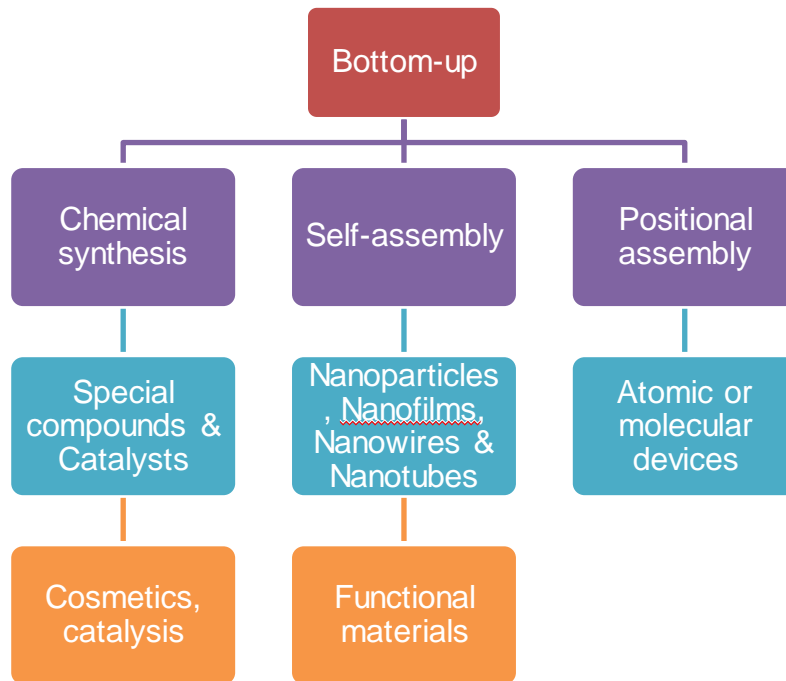 Bottom-up
Chemical
synthesis
Self-assembly
Positional
assembly
Special
compounds &
Catalysts
Nanoparticles
, Nanofilms,
Nanowires &
Nanotubes
Atomic or
molecular
devices
Cosmetics,
catalysis
Functional
materials